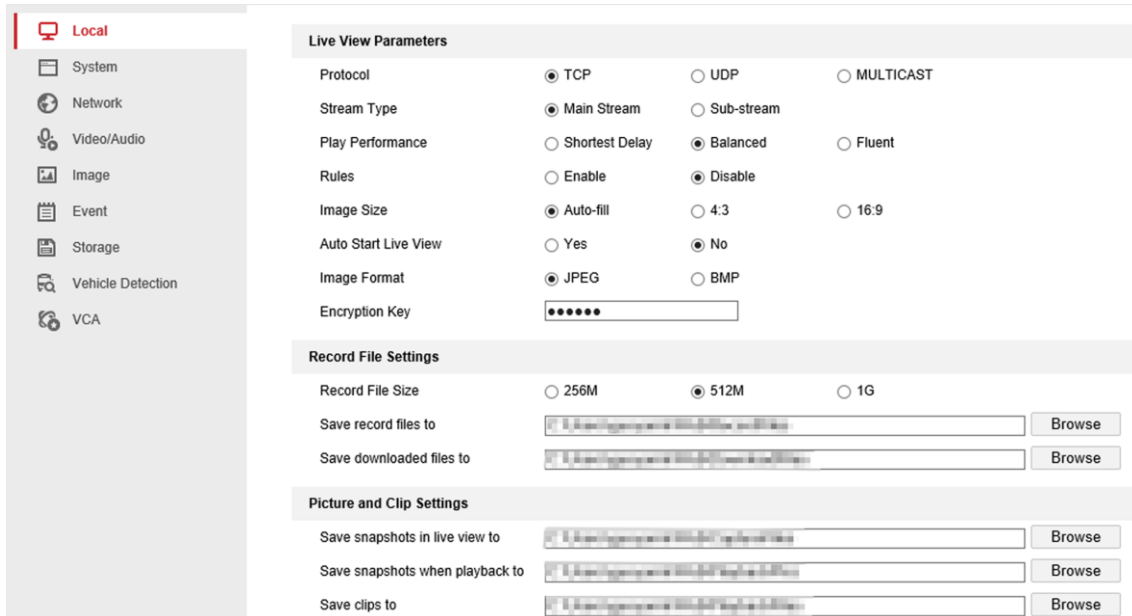 Local
System
Network
Video/Audio
Image
Event
Storage
Vehicle Detection
VCA
Live View Parameters
Protocol TCP UDP MULTICAST
Stream Type Main Stream Sub-stream
Play Performance Shortest Delay Balanced Fluent
Rules Enable Disable
Image Size Auto-fill 4:3 16:9
Auto Start Live View Yes No
Image Format JPEG BMP
Encryption Key ●●●●●●
Record File Settings
Record File Size 256M 512M 1G
Save record files to Browse
Save downloaded files to Browse
Picture and Clip Settings
Save snapshots in live view to Browse
Save snapshots when playback to Browse
Save clips to Browse